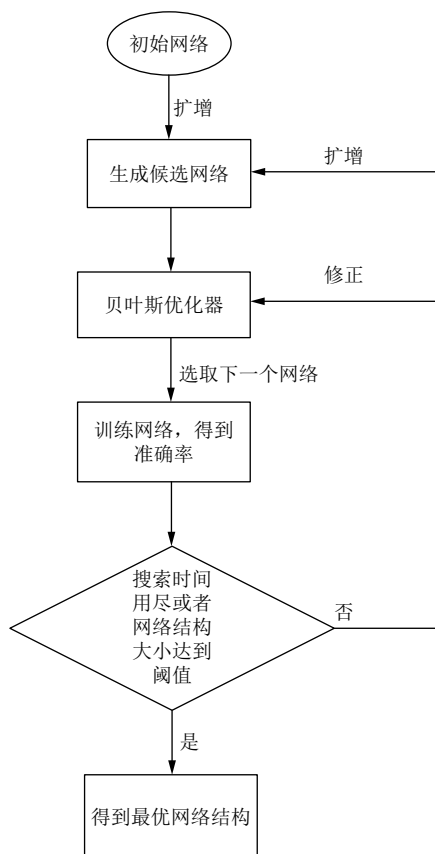 初始网络
扩增
生成候选网络
扩增
贝叶斯优化器
修正
选取下一个网络
训练网络，得到
准确率
搜索时间
用尽或者
网络结构
大小达到
阈值
否
是
得到最优网络结构